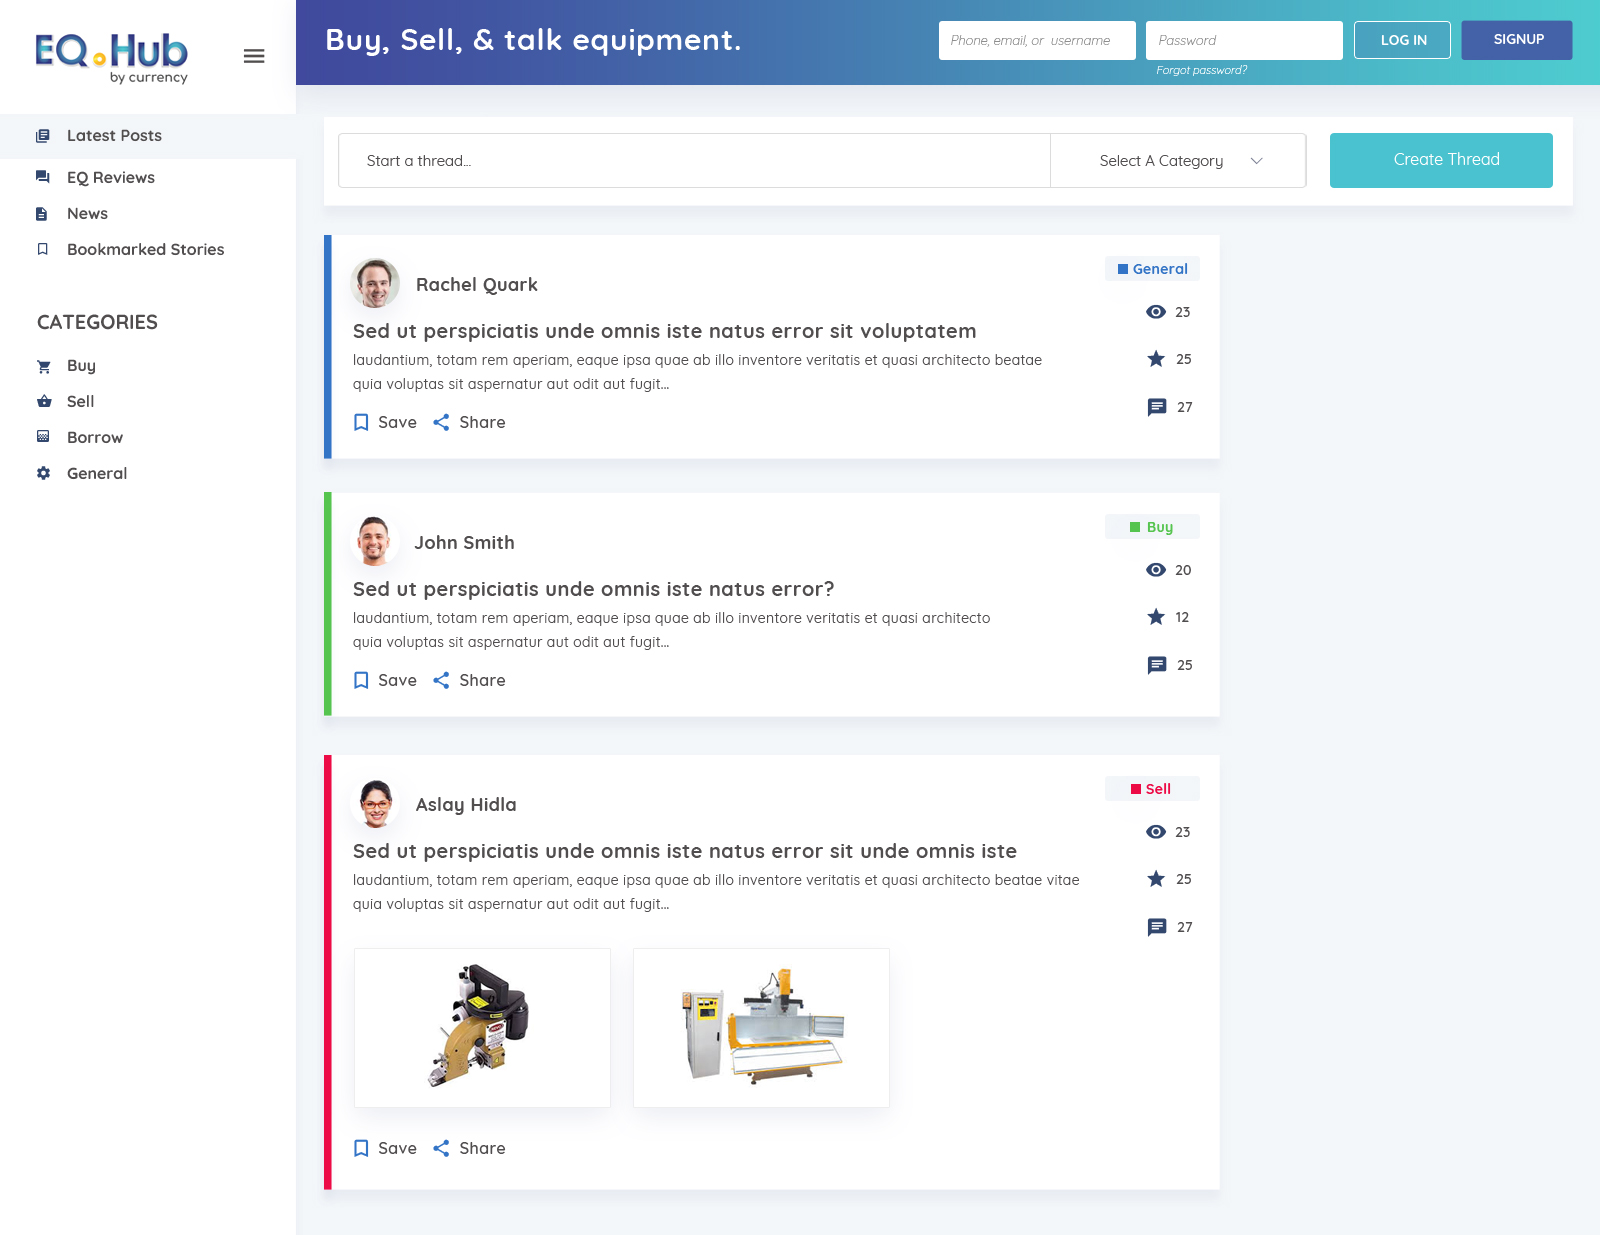 EQ.Hub
by currency
Buy, Sell, & talk equipment.
Phone, email, or username
Password
LOG IN
SIGNUP
Forgot password?
Latest Posts
EQ Reviews
News
Bookmarked Stories
CATEGORIES
Buy
Sell
Borrow
General
Start a thread...
Select A Category
Create Thread
Rachel Quark
General
Sed ut perspiciatis unde omnis iste natus error sit voluptatem
laudantium, totam rem aperiam, eaque ipsa quae ab illo inventore veritatis et quasi architecto beatae
quia voluptas sit aspernatur aut odit aut fugit...
23
25
27
Save
Share
John Smith
Buy
Sed ut perspiciatis unde omnis iste natus error?
laudantium, totam rem aperiam, eaque ipsa quae ab illo inventore veritatis et quasi architecto
quia voluptas sit aspernatur aut odit aut fugit...
20
12
25
Save
Share
Aslay Hidla
Sell
Sed ut perspiciatis unde omnis iste natus error sit unde omnis iste
laudantium, totam rem aperiam, eaque ipsa quae ab illo inventore veritatis et quasi architecto beatae vitae
quia voluptas sit aspernatur aut odit aut fugit...
23
25
27
Save
Share